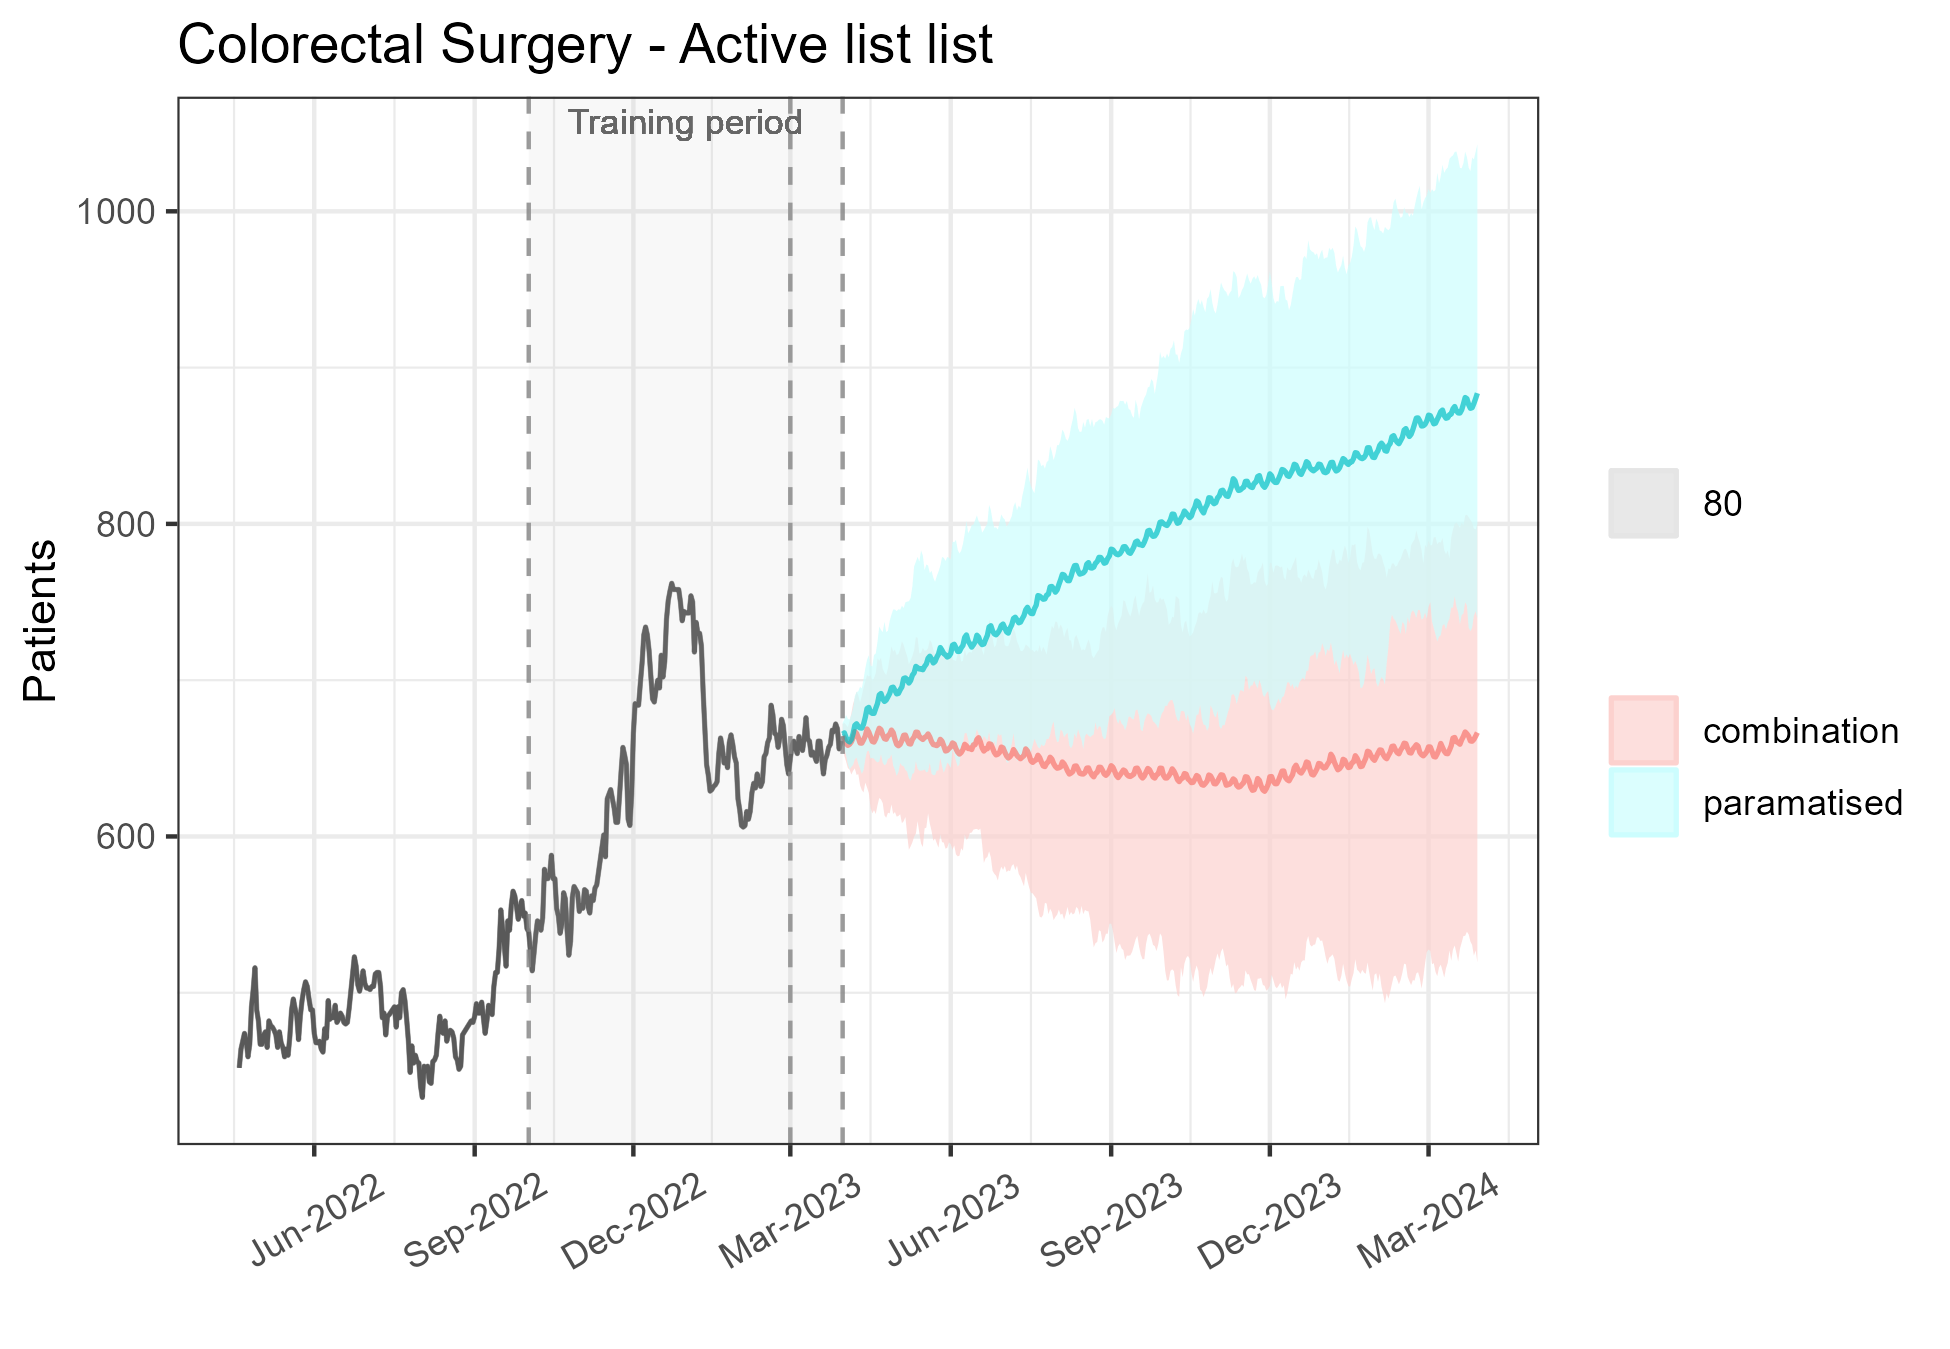 Colorectal Surgery - Active list list
Training period
Patients
1000
800
600
Jun-2022
Sep-2022
Dec-2022
Mar-2023
Jun-2023
Sep-2023
Dec-2023
Mar-2024
80
combination
paramatised